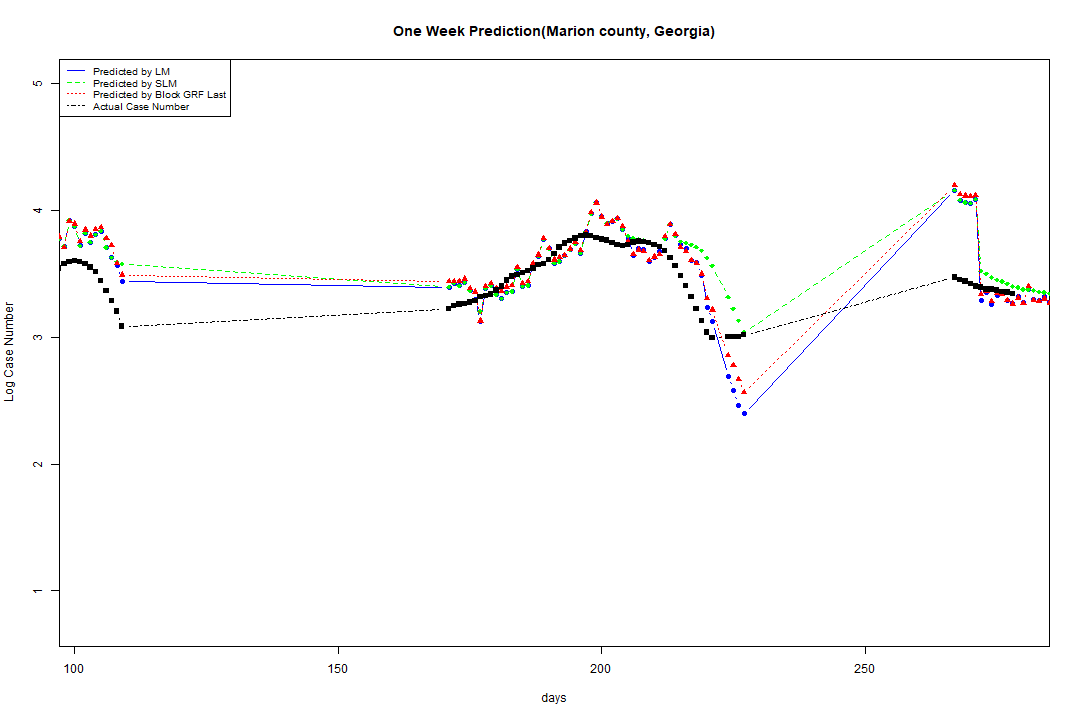 One Week Prediction(Marion county, Georgia)
Predicted by LM
Predicted by SLM
Predicted by Block GRF Last
Actual Case Number
5
4
3
2
1
Log Case Number
100 150 200 250
days